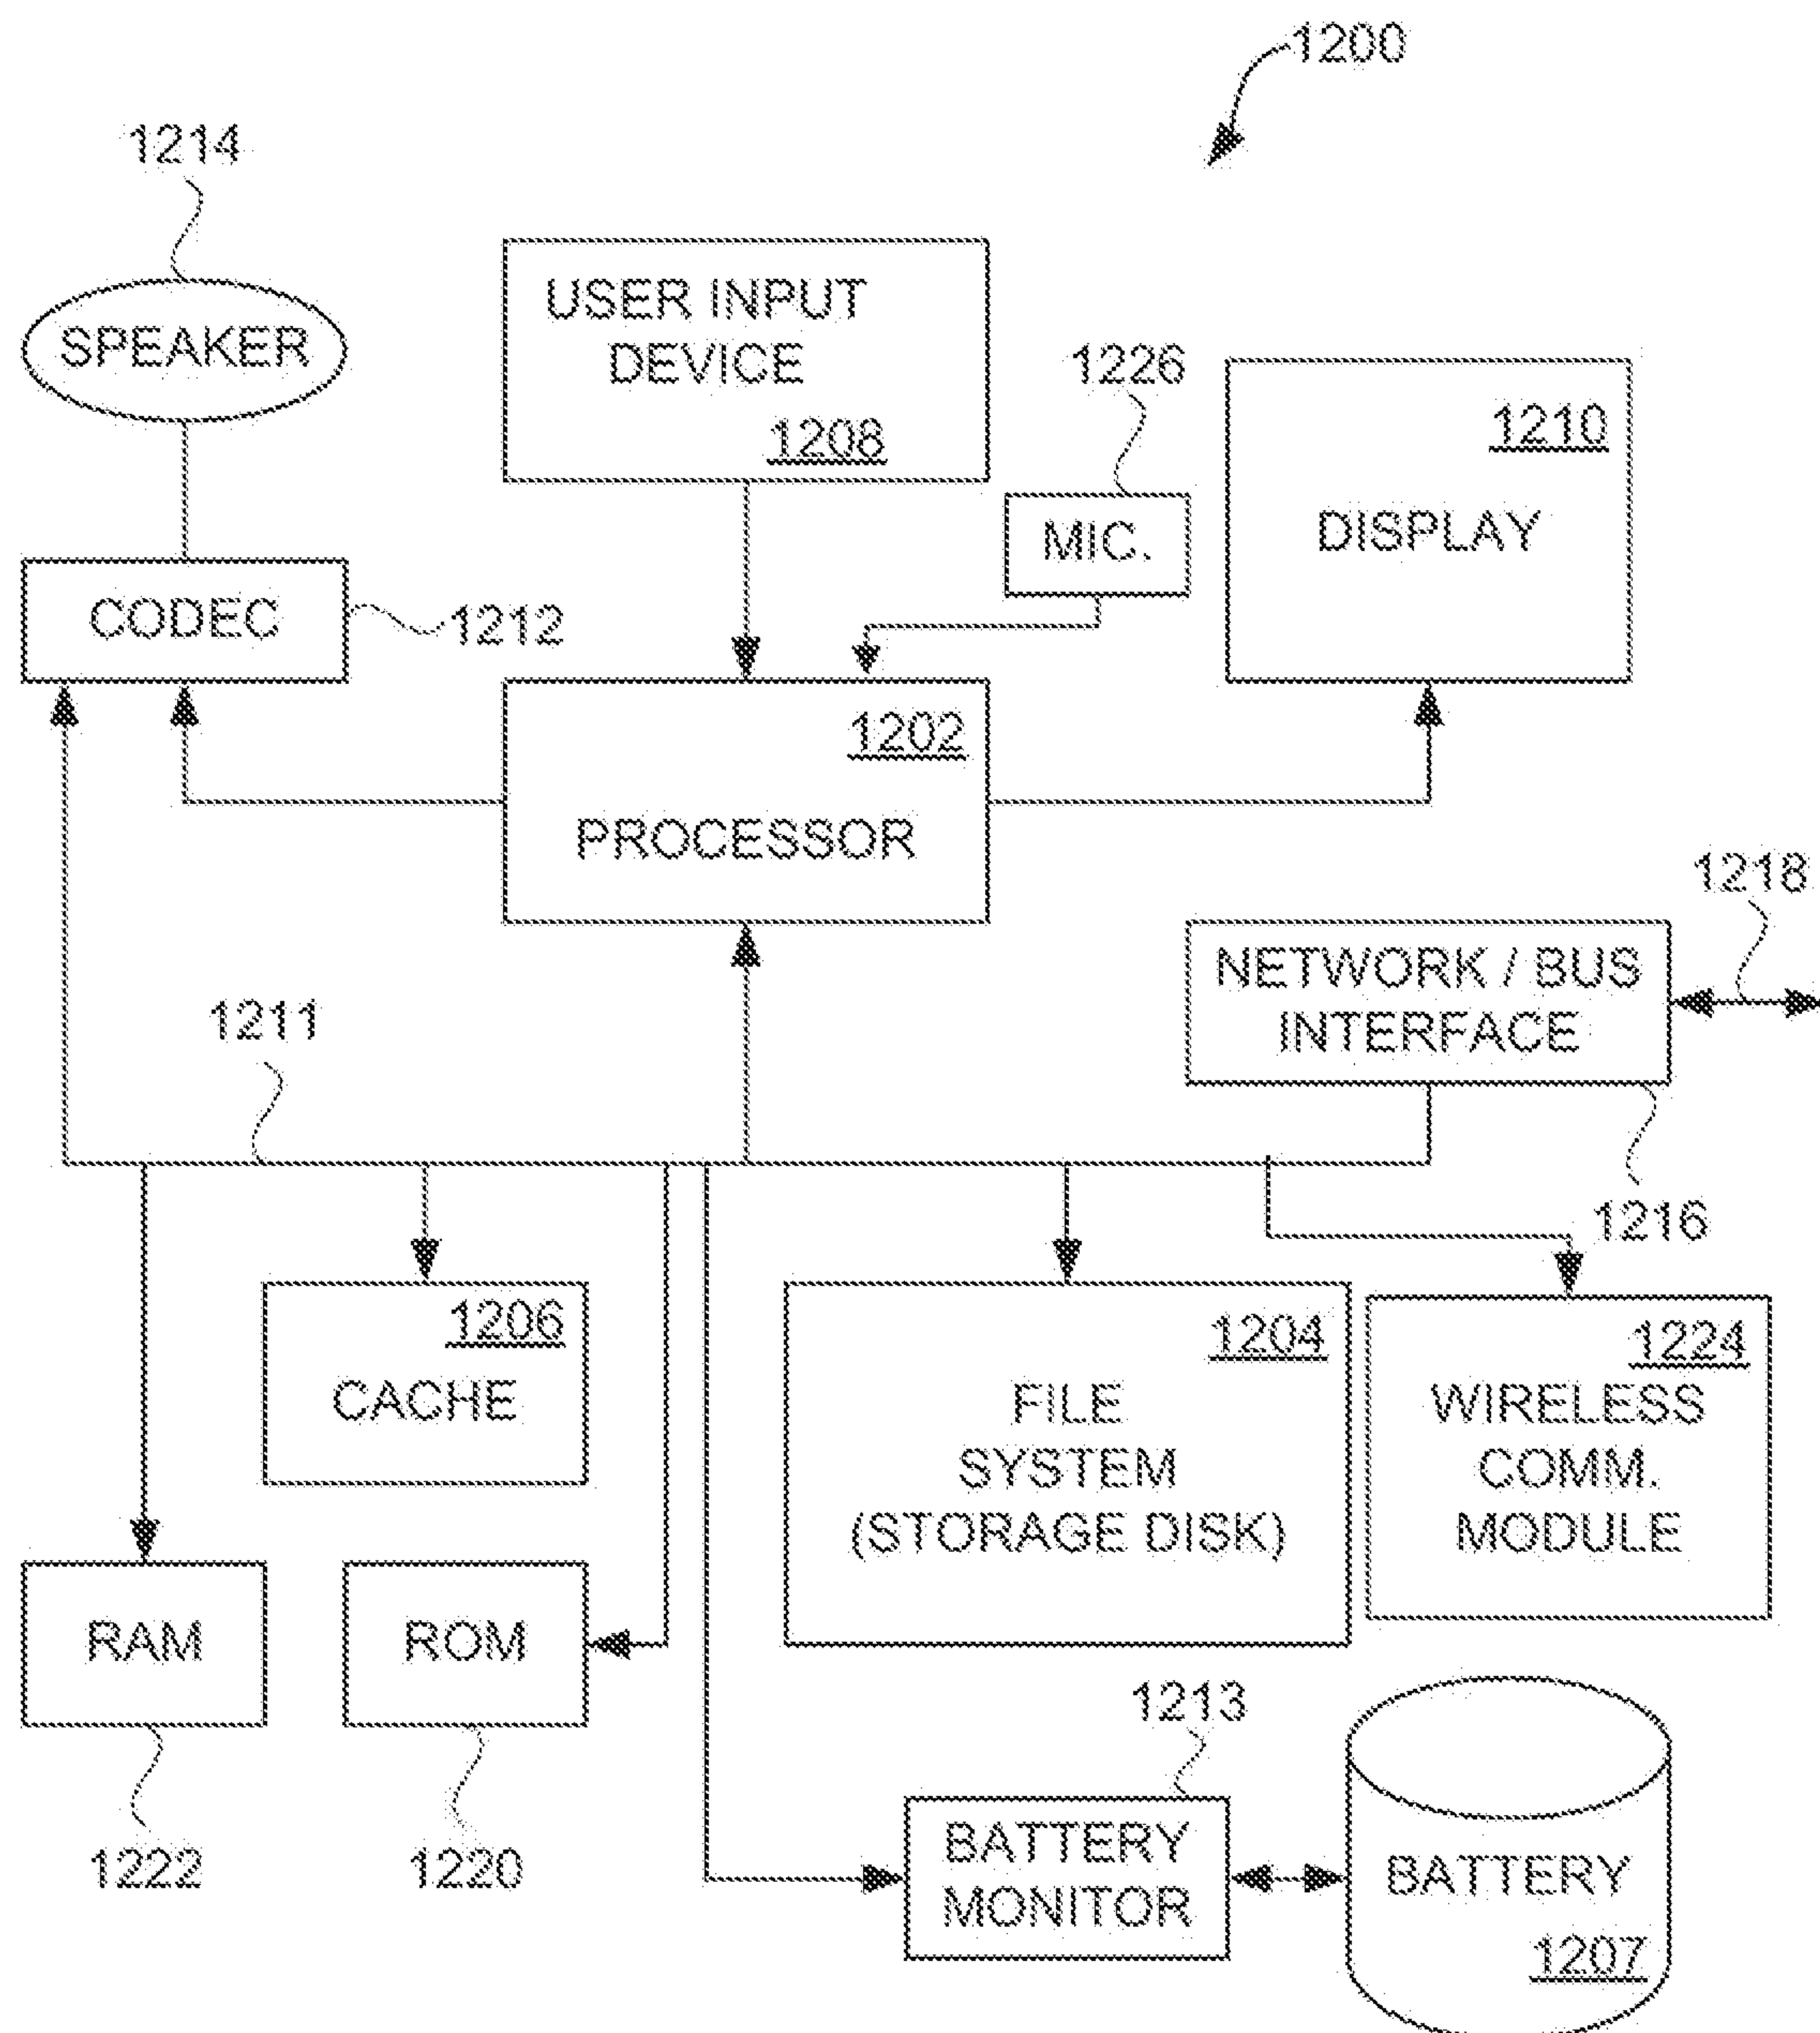 1200
1214
SPEAKER
USER INPUT
DEVICE
1208
1226
MIC.
1210
DISPLAY
CODEC
1212
1202
PROCESSOR
1218
NETWORK / BUS
INTERFACE
1211
1216
1206
CACHE
1204
FILE
SYSTEM
(STORAGE DISK)
1224
WIRELESS
COMM.
MODULE
RAM
ROM
1222
1220
1213
BATTERY
MONITOR
BATTERY
1207